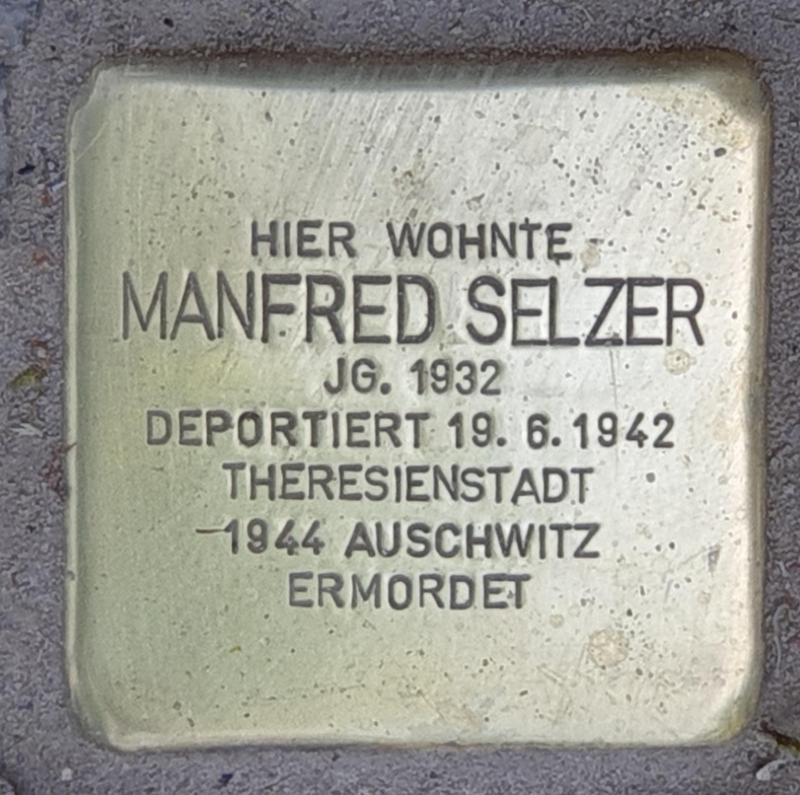 HIER WOHNTE
MANFRED SELZER
JG. 1932
DEPORTIERT 19.6.1942
THERESIENSTADT
1944 AUSCHWITZ
ERMORDET